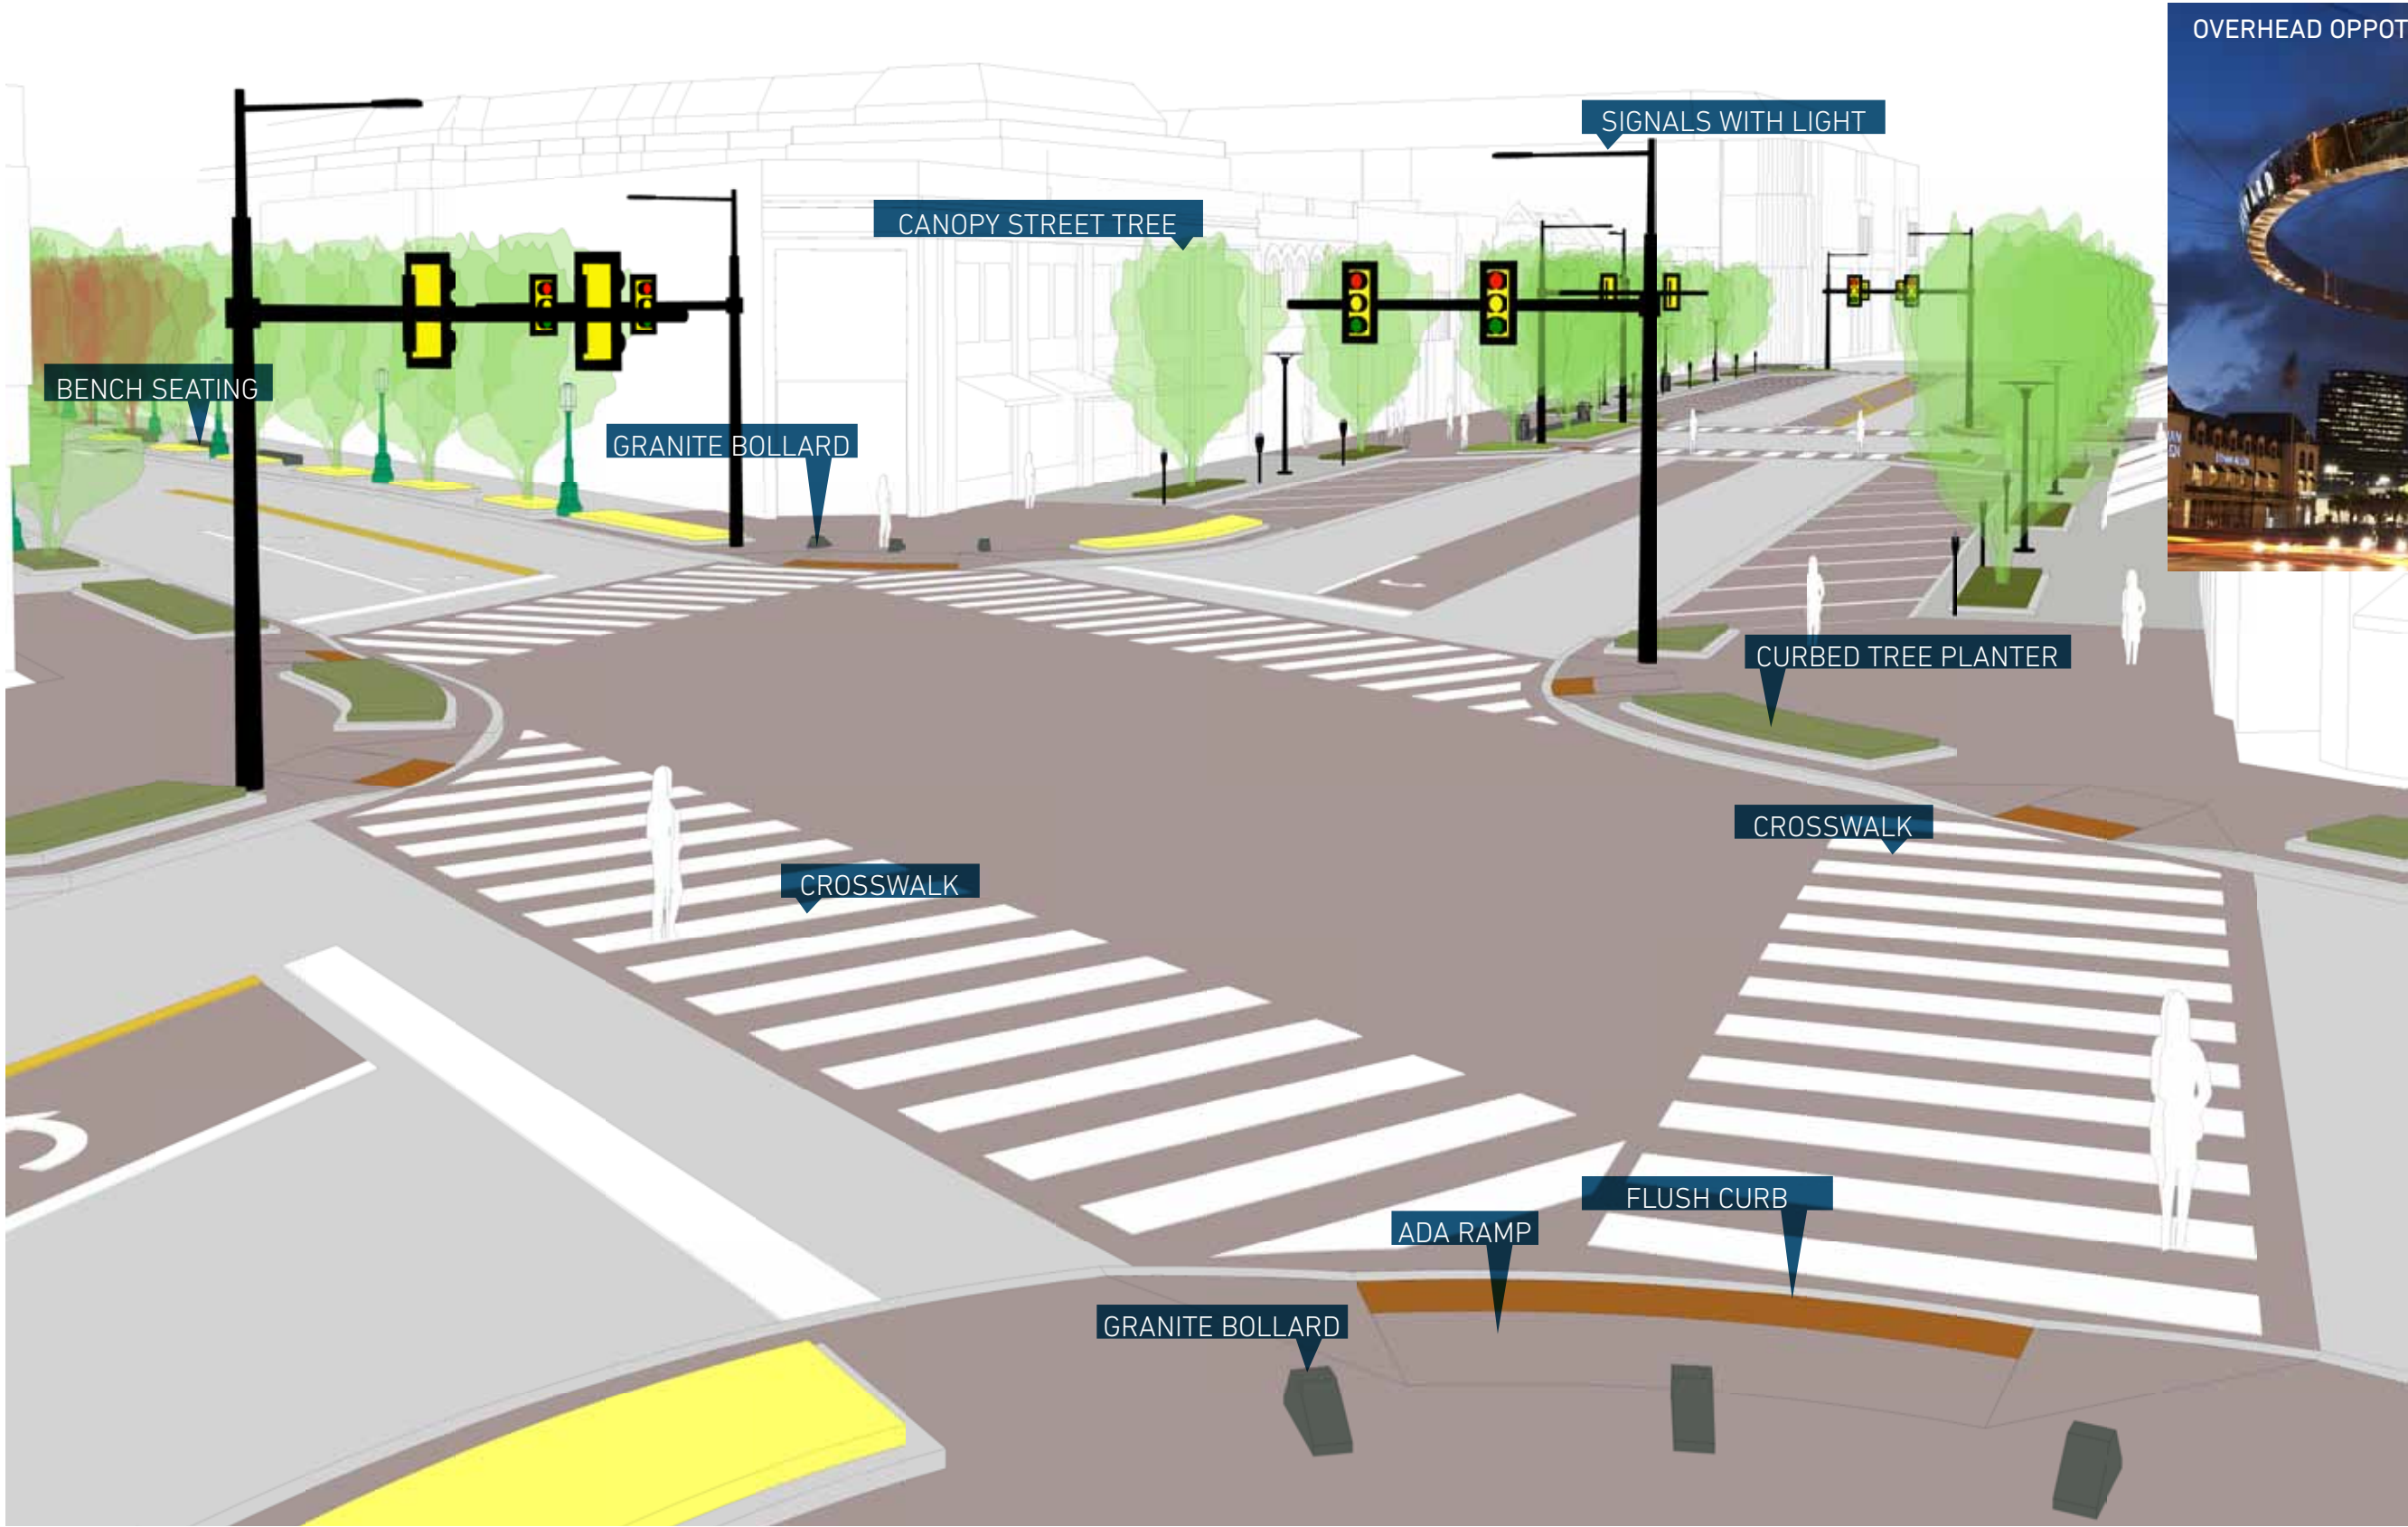 OVERHEAD OPPOT
SIGNALS WITH LIGHT
CANOPY STREET TREE
BENCH SEATING
GRANITE BOLLARD
CURBED TREE PLANTER
CROSSWALK
CROSSWALK
FLUSH CURB
ADA RAMP
GRANITE BOLLARD